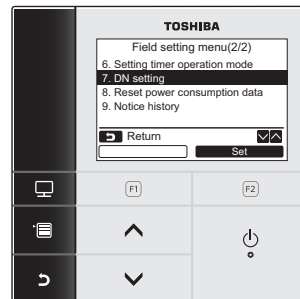 TOSHIBA
Field setting menu(2/2)
6. Setting timer operation mode
7. DN setting
8. Reset power consumption data
9. Notice history
Return
Set
F1
F2